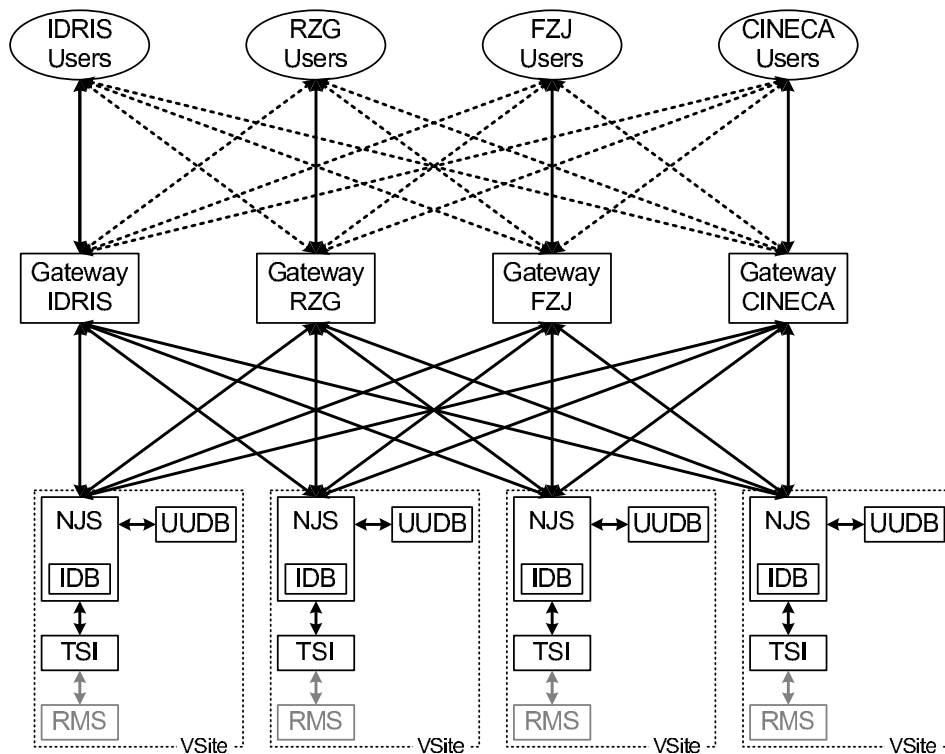 IDRIS
Users
RZG
Users
FZJ
Users
CINECA
Users
Gateway
IDRIS
Gateway
RZG
Gateway
FZJ
Gateway
CINECA
NJS
UUDB
IDB
TSI
RMS
VSite
NJS
UUDB
IDB
TSI
RMS
VSite
NJS
UUDB
IDB
TSI
RMS
VSite
NJS
UUDB
IDB
TSI
RMS
VSite